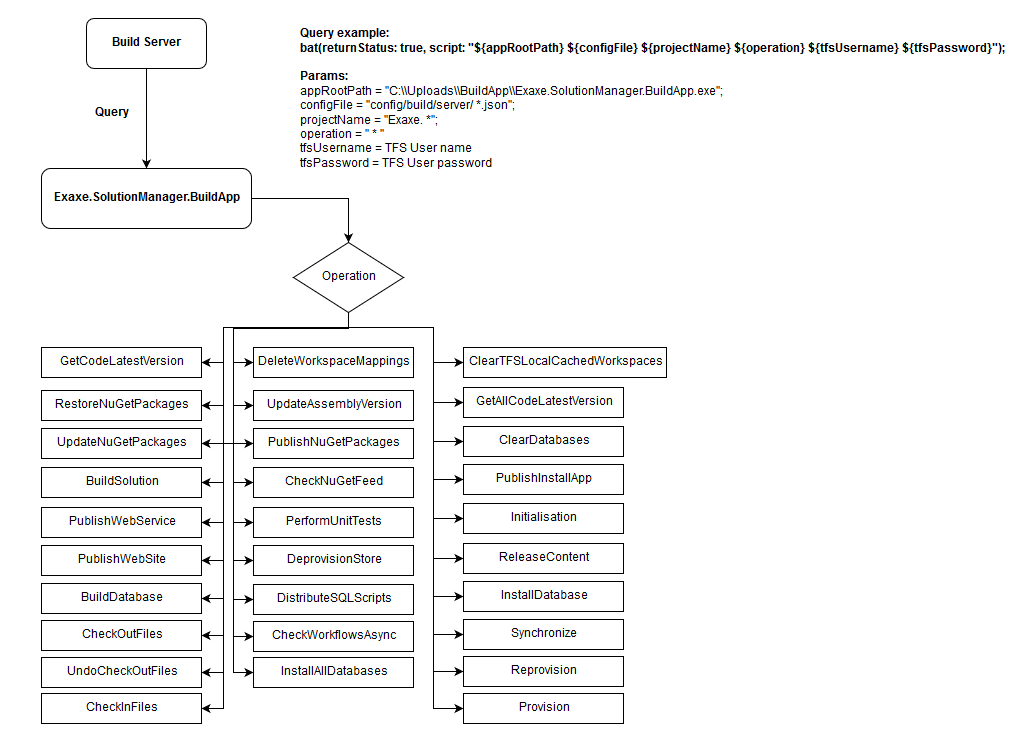 Build Server
Query example:
bat(returnStatus: true, script: "${appRootPath} ${configFile} ${projectName} ${operation} ${tfsUsername} ${tfsPassword}");
Params:
appRootPath = "C:\\Uploads\\BuildApp\\Exaxe.SolutionManager.BuildApp.exe";
configFile = "config/build/server/ *.json";
projectName = "Exaxe. *";
operation = " * "
tfsUsername = TFS User name
tfsPassword = TFS User password
Query
Exaxe.SolutionManager.BuildApp
Operation
GetCodeLatestVersion
RestoreNuGetPackages
UpdateNuGetPackages
BuildSolution
PublishWebService
PublishWebSite
BuildDatabase
CheckOutFiles
UndoCheckOutFiles
CheckInFiles
DeleteWorkspaceMappings
UpdateAssemblyVersion
PublishNuGetPackages
CheckNuGetFeed
PerformUnitTests
DeprovisionStore
DistributeSQLScripts
CheckWorkflowsAsync
InstallAllDatabases
ClearTFSLocalCachedWorkspaces
GetAllCodeLatestVersion
ClearDatabases
PublishInstallApp
Initialisation
ReleaseContent
InstallDatabase
Synchronize
Reprovision
Provision